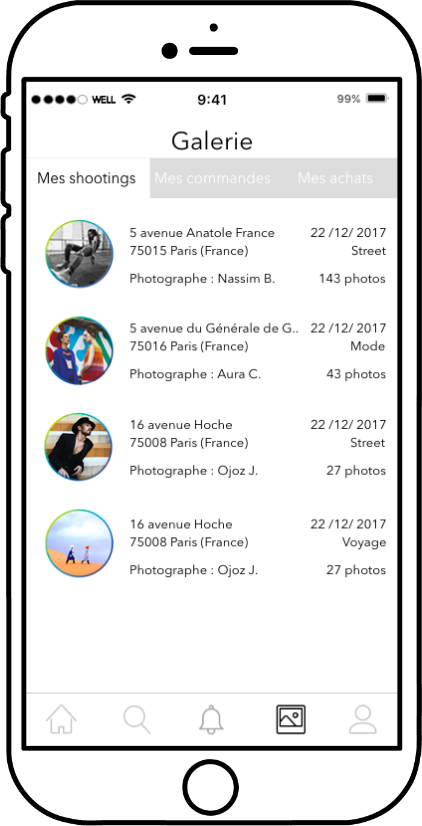 WELL 9:41 99%
Galerie
Mes shootings Mes commandes Mes achats
5 avenue Anatole France 22 /12/ 2017
75015 Paris (France) Street
Photographe : Nassim B. 143 photos
5 avenue du Générale de G.. 22 /12/ 2017
75016 Paris (France) Mode
Photographe : Aura C. 43 photos
16 avenue Hoche 22 /12/ 2017
75008 Paris (France) Street
Photographe : Ojoz J. 27 photos
16 avenue Hoche 22 /12/ 2017
75008 Paris (France) Voyage
Photographe : Ojoz J. 27 photos